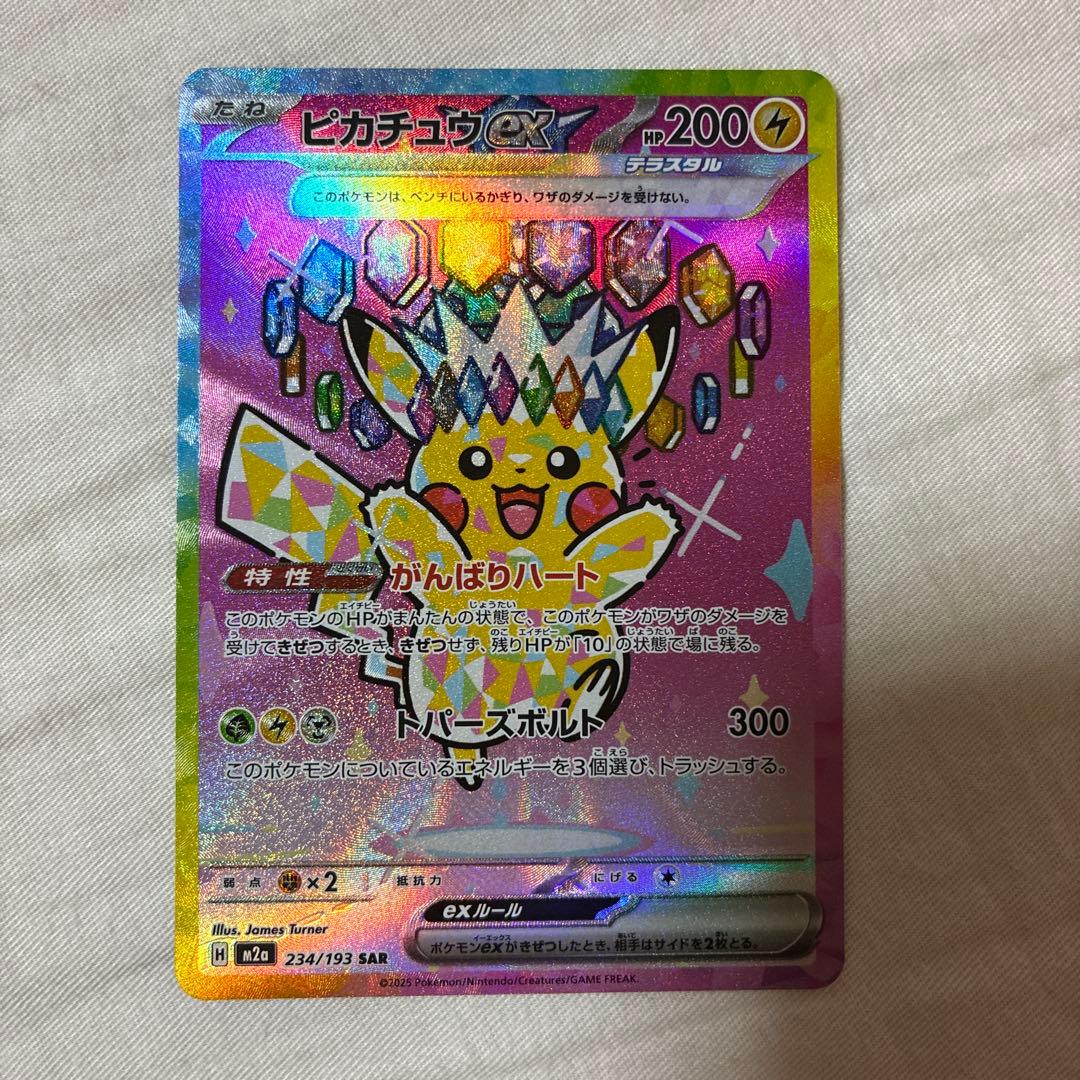 たね ピカチュウex HP200
テラスタル
このポケモンは、ベンチにいるかぎり、ワザのダメージを受けない。
特性 がんばりハート
このポケモンのHPがまんたんの状態で、このポケモンがワザのダメージを
受けてきぜつするとき、きぜつせず、残りHPが「10」の状態で場に残る。
トパーズボルト 300
このポケモンについているエネルギーを3個選び、トラッシュする。
弱点 ×2 抵抗力 にげる
exルール
ポケモンexがきぜつしたとき、相手はサイドを2枚とる。
Illus. James Turner
H m2a 234/193 SAR
©2025 Pokémon/Nintendo/Creatures/GAME FREAK.